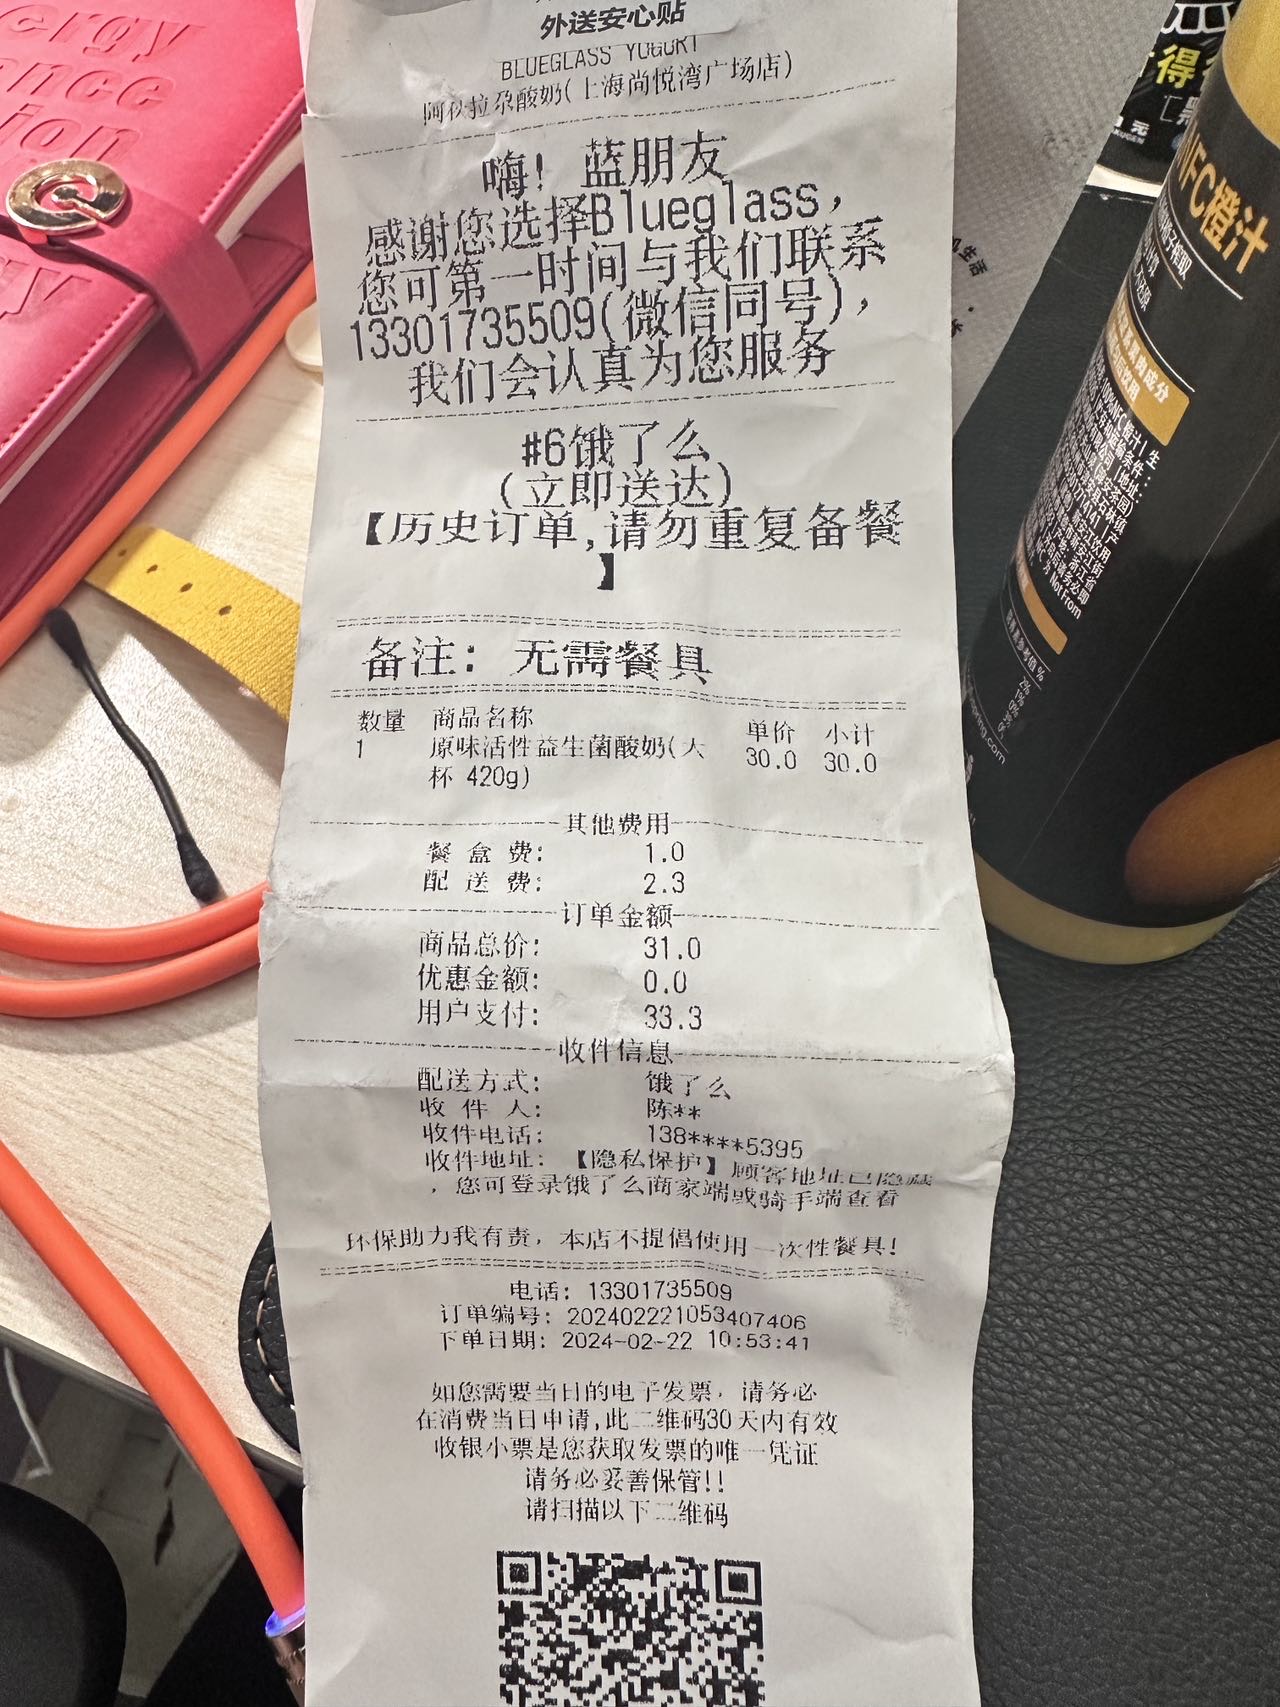 外送安心贴
BLUEGLASS YOGURT
阿秋拉尕酸奶(上海尚悦湾广场店)
嗨! 蓝朋友
感谢您选择Blueglass,
您可第一时间与我们联系
13301735509(微信同号),
我们会认真为您服务
#6饿了么
(立即送达)
【历史订单,请勿重复备餐
】
备注: 无需餐具
数量 商品名称 单价 小计
1 原味活性益生菌酸奶(大 30.0 30.0
杯 420g)
其他费用
餐 盒 费: 1.0
配 送 费: 2.3
订单金额
商品总价: 31.0
优惠金额: 0.0
用户支付: 33.3
收件信息
配送方式: 饿了么
收 件 人: 陈**
收件电话: 138****5395
收件地址: 【隐私保护】顾客地址已隐藏
, 您可登录饿了么商家端或骑手端查看
环保助力我有责, 本店不提倡使用一次性餐具!
电话: 13301735509
订单编号: 202402221053407406
下单日期: 2024-02-22 10:53:41
如您需要当日的电子发票, 请务必
在消费当日申请,此二维码30天内有效
收银小票是您获取发票的唯一凭证
请务必妥善保管!!
请扫描以下二维码
ergy
ance
ion
得
NFC橙汁
生活
Not From